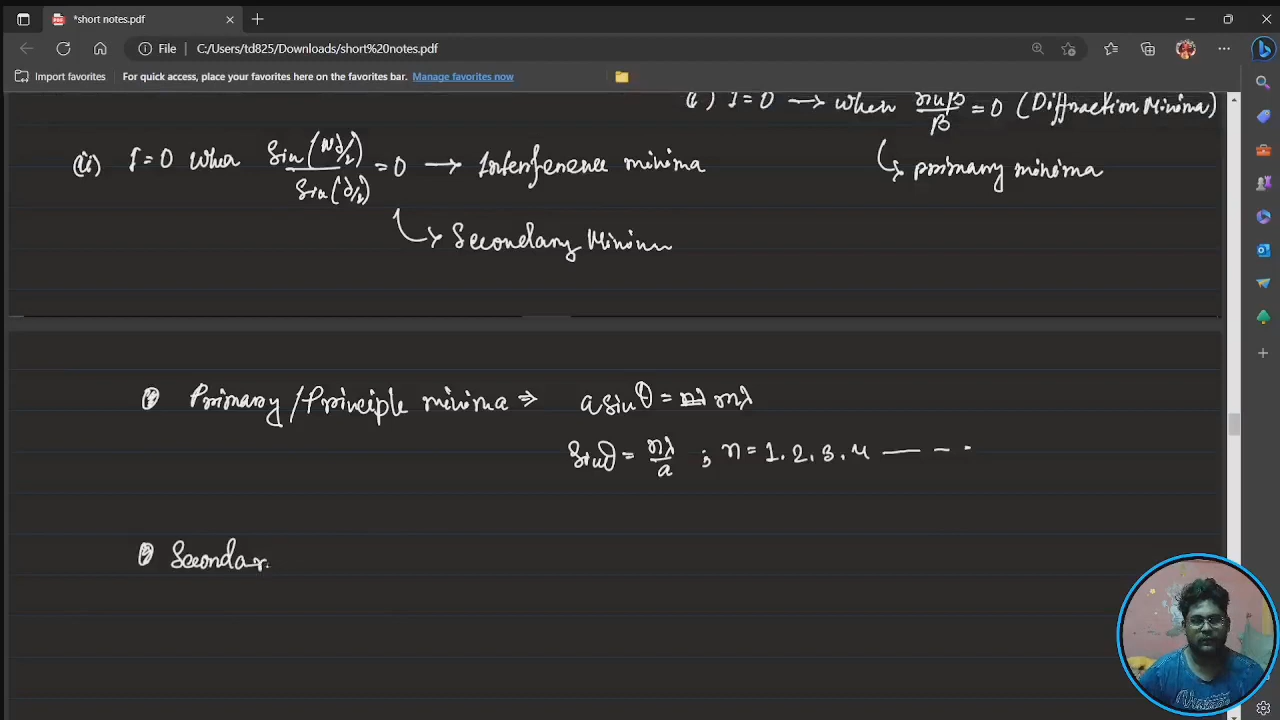 *short notes.pdf
File C:/Users/td825/Downloads/short%20notes.pdf
Import favorites For quick access, place your favorites here on the favorites bar. Manage favorites now
(ii) I = 0 → when sinβ/β = 0 (Diffraction Minima)
↳ primary minima
(ii) I = 0 when Sin(N∂/2)/Sin(∂/2) = 0 → Interference minima
↳ Secondary Minima
Primary/Principle minima ⇒ a sinθ = nλ mλ
Sinθ = nλ/a ; n = 1, 2, 3, 4 — - -
Secondar